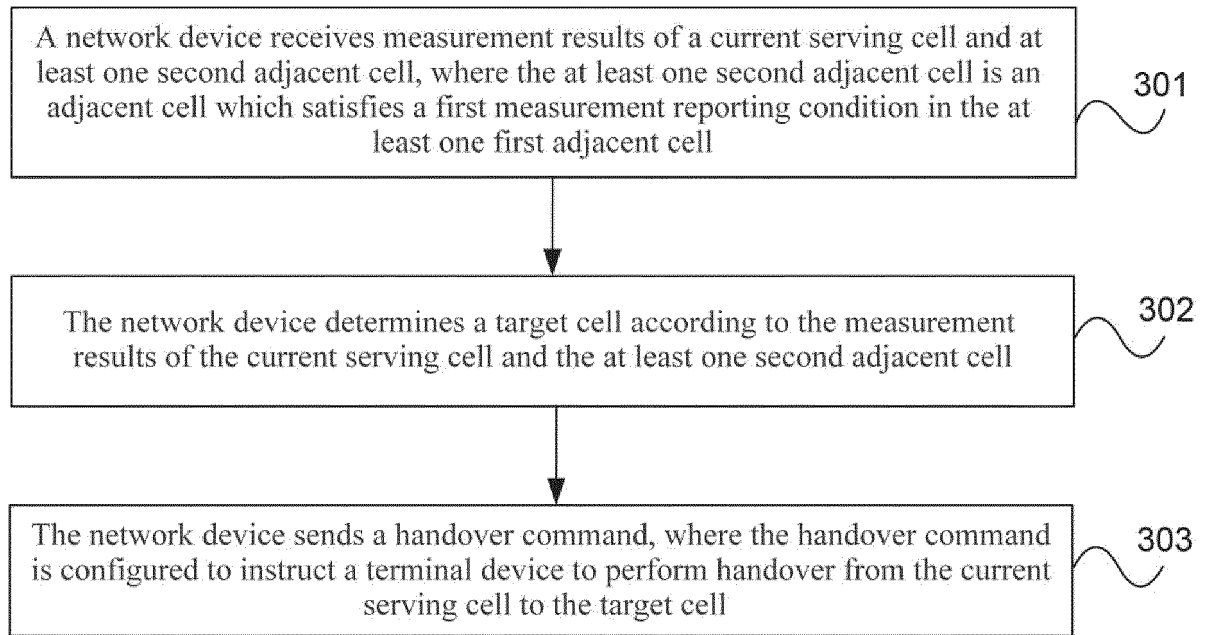 A network device receives measurement results of a current serving cell and at
least one second adjacent cell, where the at least one second adjacent cell is an
adjacent cell which satisfies a first measurement reporting condition in the at
least one first adjacent cell
301
The network device determines a target cell according to the measurement
results of the current serving cell and the at least one second adjacent cell
302
The network device sends a handover command, where the handover command
is configured to instruct a terminal device to perform handover from the current
serving cell to the target cell
303